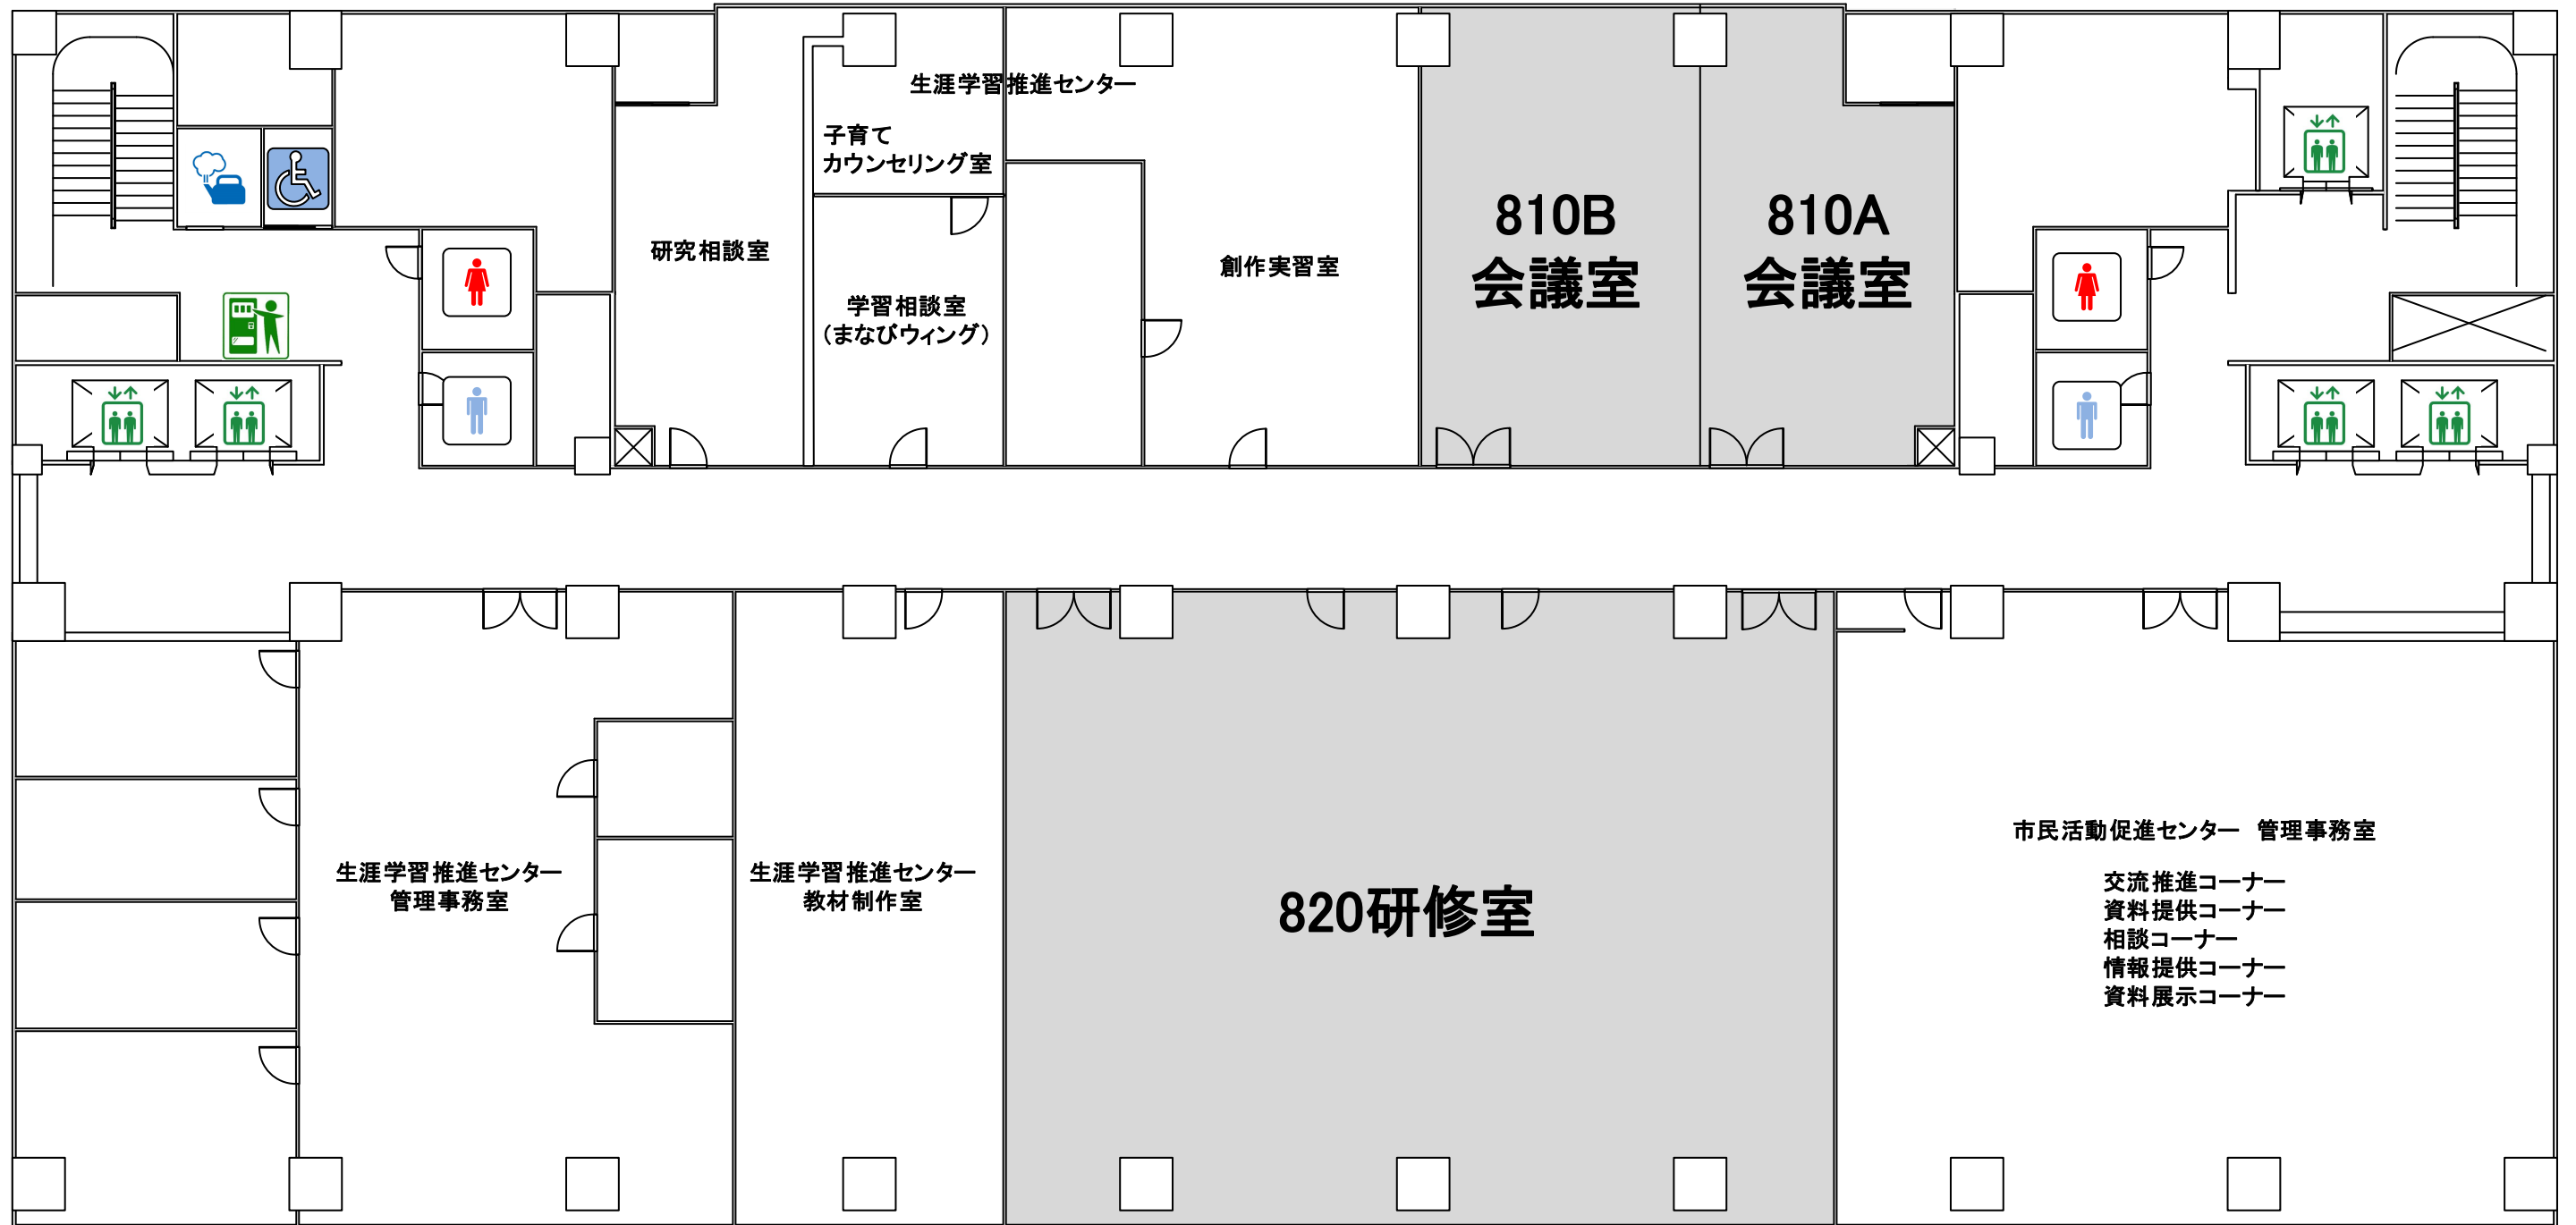 生涯学習推進センター
子育て
カウンセリング室
研究相談室
学習相談室
（まなびウィング）
創作実習室
810B
会議室
810A
会議室
生涯学習推進センター
管理事務室
生涯学習推進センター
教材制作室
820研修室
市民活動促進センター　管理事務室
交流推進コーナー
資料提供コーナー
相談コーナー
情報提供コーナー
資料展示コーナー